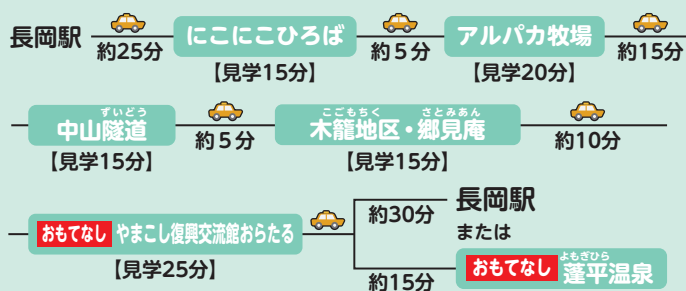 長岡駅 約25分 にこにこひろば 約5分 アルパカ牧場 約15分
【見学15分】 【見学20分】
ずいどう こごもちく さとみあん
中山隧道 約5分 木籠地区・郷見庵 約10分
【見学15分】 【見学15分】
おもてなし やまこし復興交流館おらたる
【見学25分】
約30分 長岡駅
または
よもぎひら
約15分 おもてなし 蓬平温泉